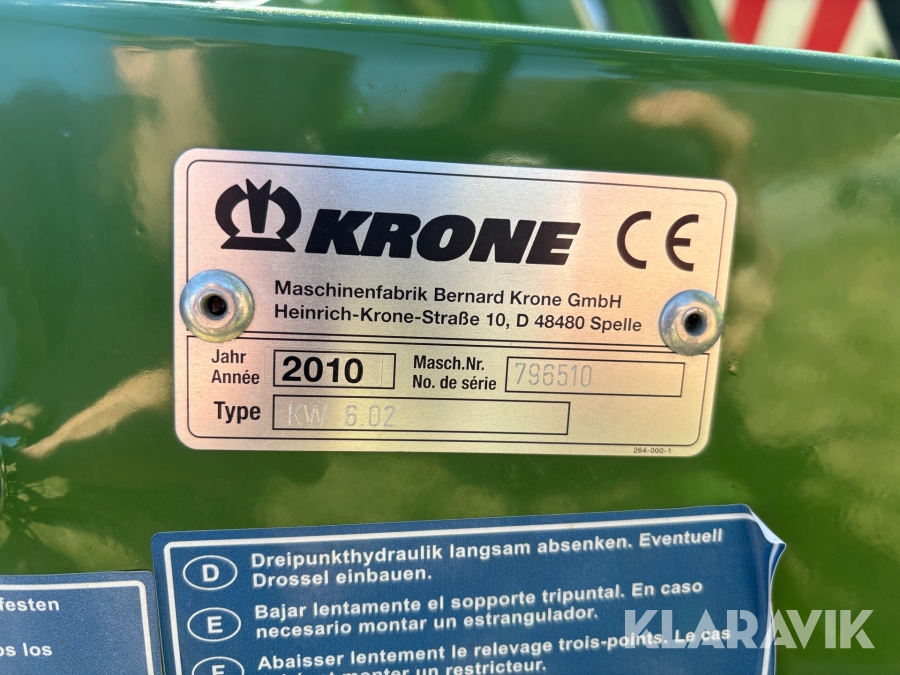 KRONE CE
Maschinenfabrik Bernard Krone GmbH
Heinrich-Krone-Straße 10, D 48480 Spelle
Jahr
Année
2010
Masch.Nr.
No. de série
796510
Type KW 6.02
264-000-1
festen
os los
D
Dreipunkthydraulik langsam absenken. Eventuell
Drossel einbauen.
E
Bajar lentamente el sopporte tripuntal. En caso
necesario montar un estrangulador.
F
Abaisser lentement le relevage trois-points. Le cas
monter un restricteur.
KLARAVIK